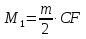 M₁ = m/2 · CF